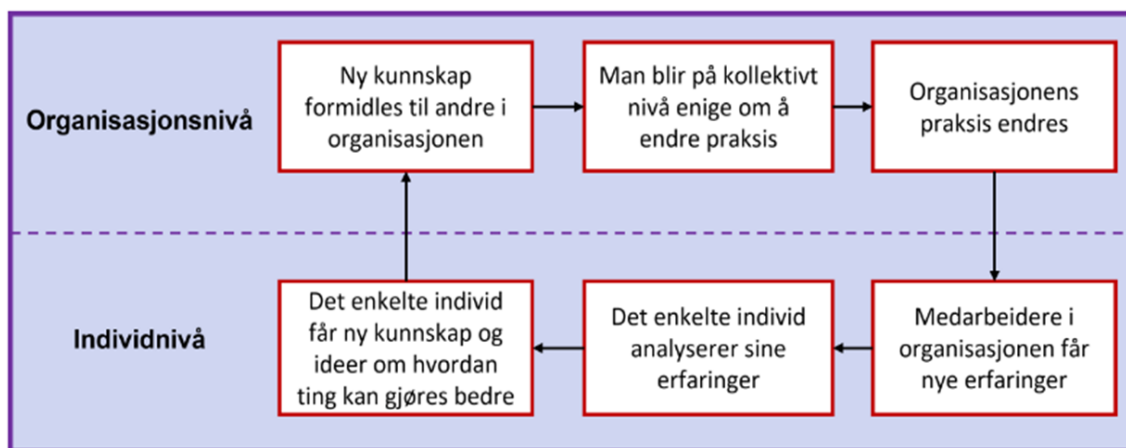 Organisasjonsnivå
Ny kunnskap
formidles til andre i
organisasjonen
Man blir på kollektivt
nivå enige om å
endre praksis
Organisasjonens
praksis endres
Individnivå
Det enkelte individ
får ny kunnskap og
ideer om hvordan
ting kan gjøres bedre
Det enkelte individ
analyserer sine
erfaringer
Medarbeidere i
organisasjonen får
nye erfaringer